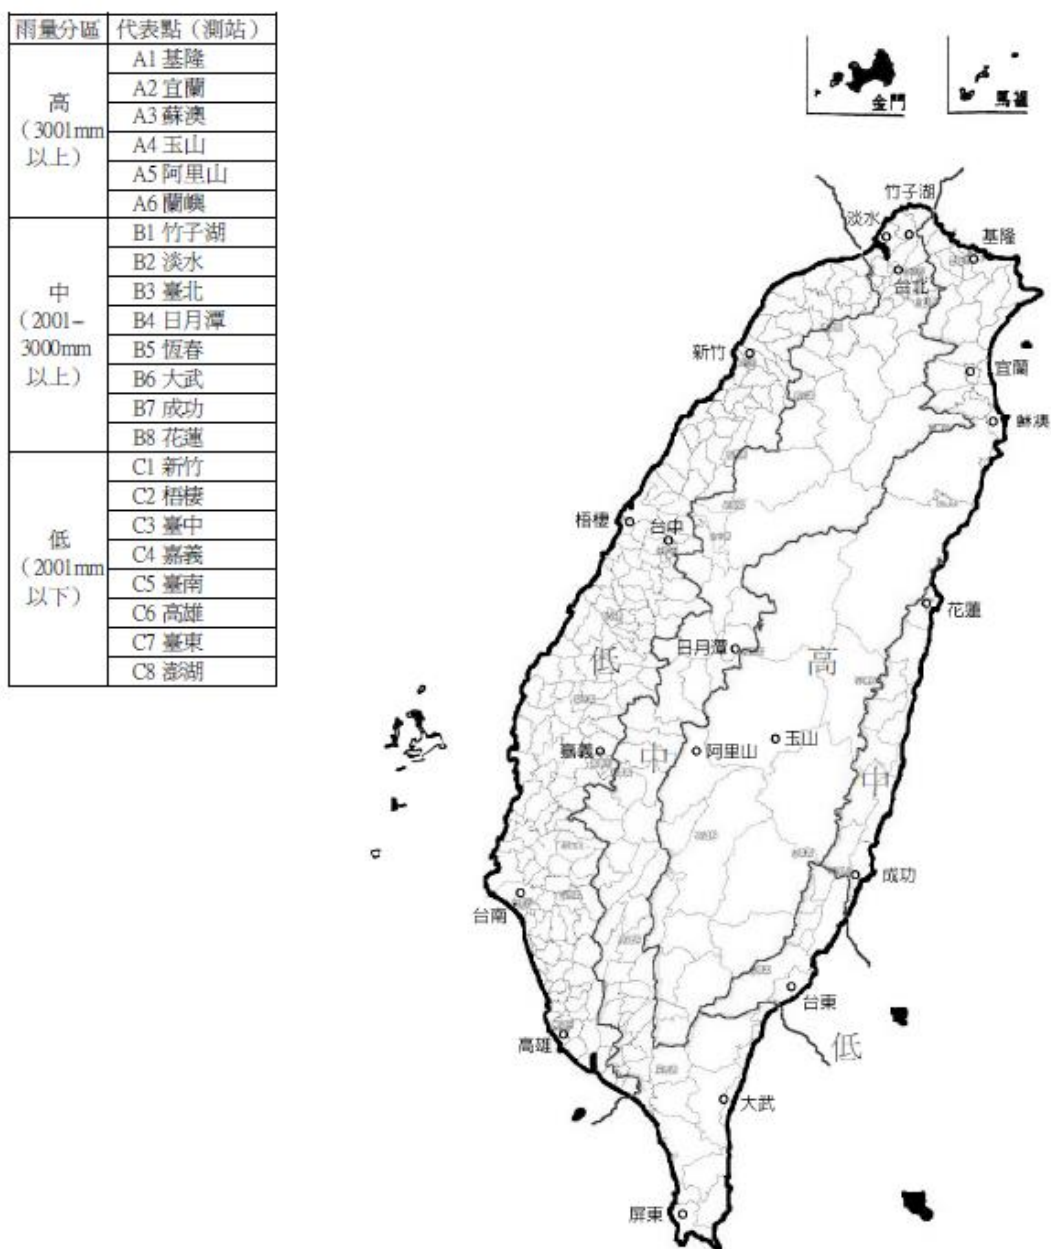 雨量分區 代表點（測站）
高
（3001mm
以上）
A1 基隆
A2 宜蘭
A3 蘇澳
A4 玉山
A5 阿里山
A6 蘭嶼
中
（2001–
3000mm
以上）
B1 竹子湖
B2 淡水
B3 臺北
B4 日月潭
B5 恆春
B6 大武
B7 成功
B8 花蓮
低
（2001mm
以下）
C1 新竹
C2 梧棲
C3 臺中
C4 嘉義
C5 臺南
C6 高雄
C7 臺東
C8 澎湖
金門
馬祖
竹子湖
淡水
基隆
台北
新竹
宜蘭
蘇澳
梧棲
台中
花蓮
日月潭
低
高
嘉義
中
阿里山
玉山
中
成功
台南
台東
高雄
低
大武
屏東